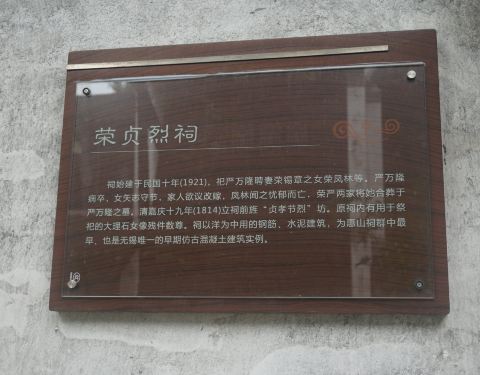 荣贞烈祠
祠始建于民国十年(1921)，祀严万隆聘妻荣锡章之女荣凤林等。严万隆
病卒，女矢志守节，家人欲议改嫁，凤林闻之忧郁而亡，荣严两家将她合葬于
严万隆之墓，清嘉庆十九年(1814)立祠前旌“贞孝节烈”坊。原祠内有用于祭
祀的大理石女像残件数尊。祠以洋为中用的钢筋、水泥建筑，为惠山祠群中最
早，也是无锡唯一的早期仿古混凝土建筑实例。